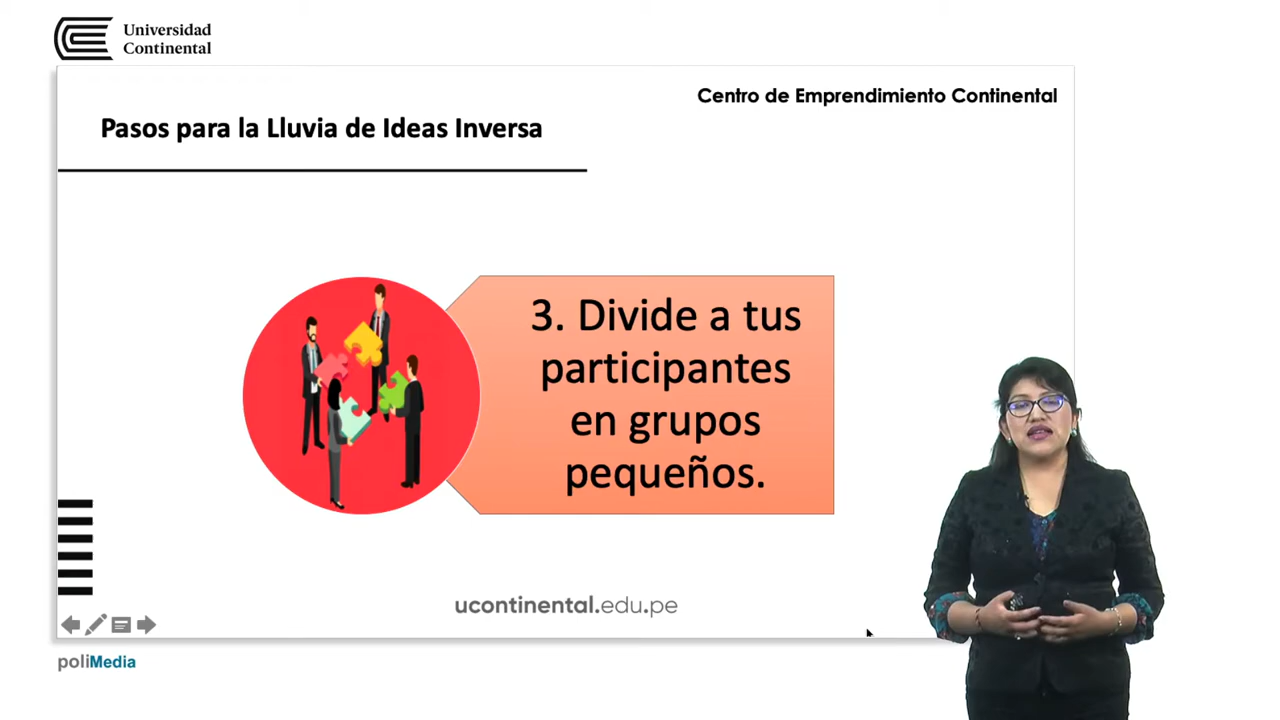 Universidad
Continental
Centro de Emprendimiento Continental
Pasos para la Lluvia de Ideas Inversa
3. Divide a tus
participantes
en grupos
pequeños.
ucontinental.edu.pe
poliMedia